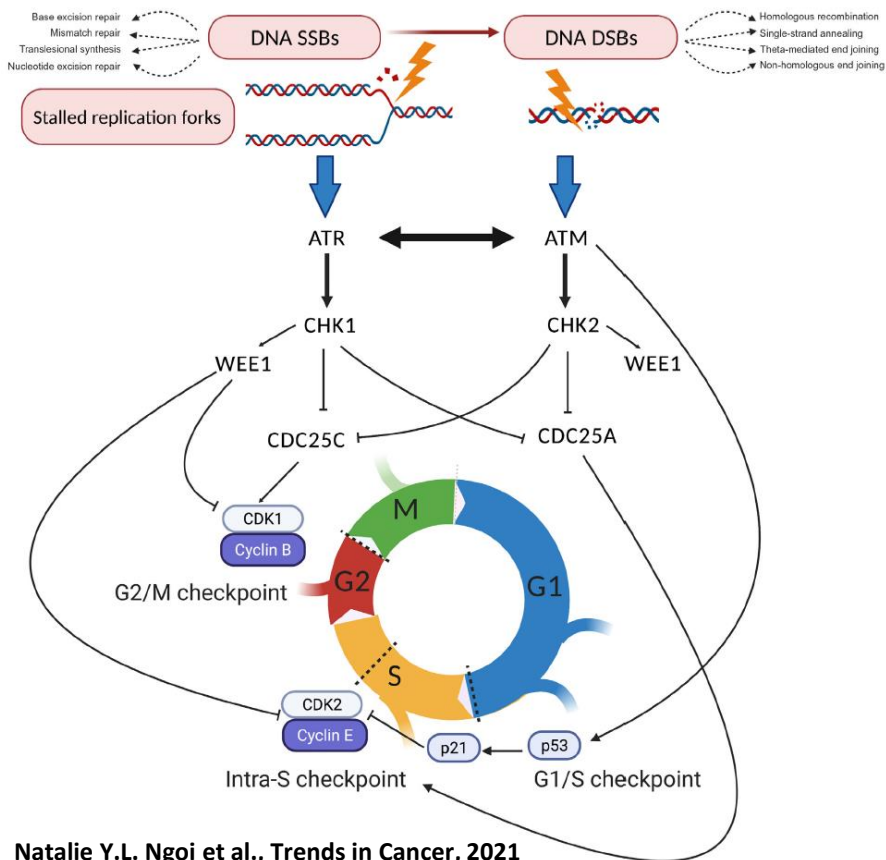 Base excision repair
Mismatch repair
Translesional synthesis
Nucleotide excision repair
DNA SSBs
DNA DSBs
Homologous recombination
Single-strand annealing
Theta-mediated end joining
Non-homologous end joining
Stalled replication forks
ATR
ATM
CHK1
CHK2
WEE1
WEE1
CDC25C
CDC25A
CDK1
Cyclin B
G2/M checkpoint
M
G2
G1
S
CDK2
Cyclin E
p21
p53
Intra-S checkpoint
G1/S checkpoint
Natalie Y.L. Ngoi et al., Trends in Cancer, 2021